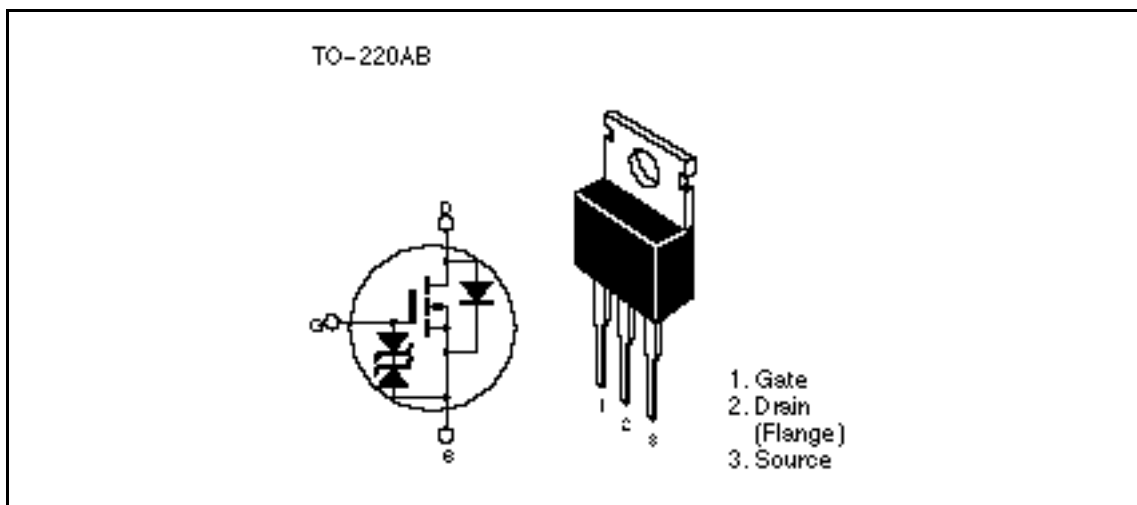 TO-220AB
D
G
S
1
2
3
1. Gate
2. Drain
(Flange)
3. Source